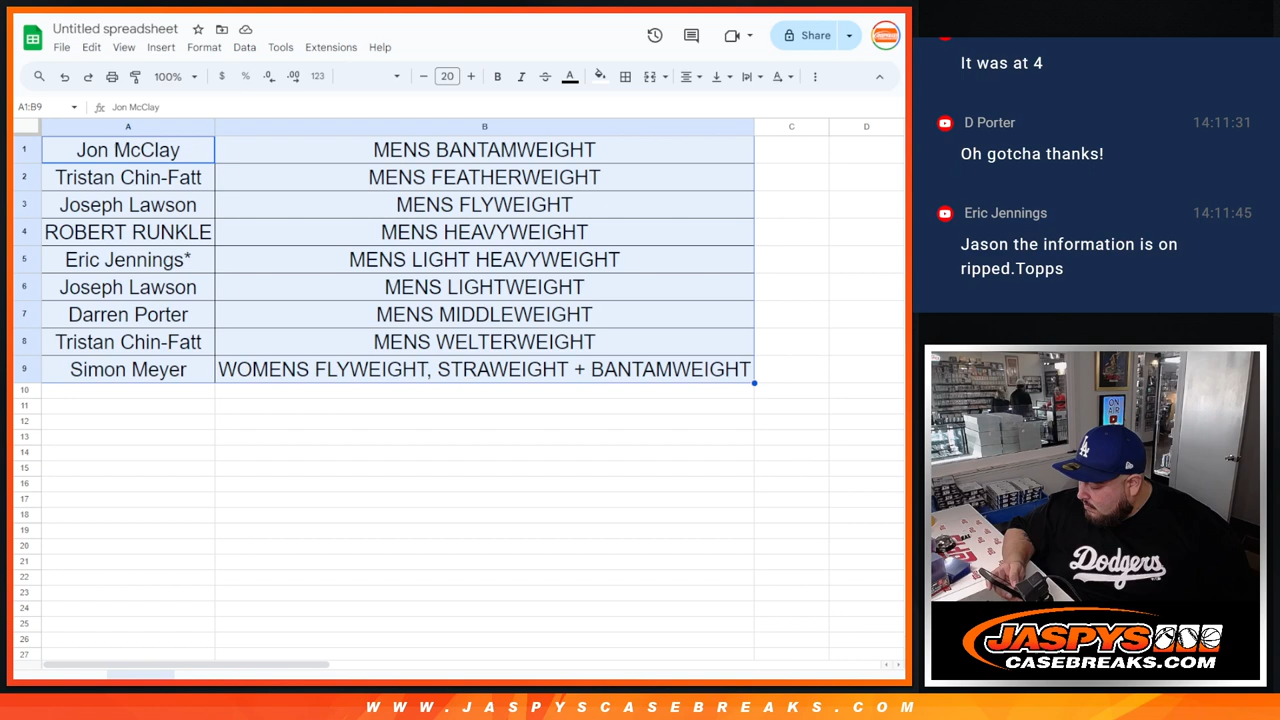 Untitled spreadsheet
File Edit View Insert Format Data Tools Extensions Help
Share
100% $ % .0 .00 123 20 B I A
A1:B9 fx Jon McClay
A B C D
1 Jon McClay MENS BANTAMWEIGHT
2 Tristan Chin-Fatt MENS FEATHERWEIGHT
3 Joseph Lawson MENS FLYWEIGHT
4 ROBERT RUNKLE MENS HEAVYWEIGHT
5 Eric Jennings* MENS LIGHT HEAVYWEIGHT
6 Joseph Lawson MENS LIGHTWEIGHT
7 Darren Porter MENS MIDDLEWEIGHT
8 Tristan Chin-Fatt MENS WELTERWEIGHT
9 Simon Meyer WOMENS FLYWEIGHT, STRAWEIGHT + BANTAMWEIGHT
10
11
12
13
14
15
16
17
18
19
20
21
22
23
24
25
26
27
It was at 4
D Porter 14:11:31
Oh gotcha thanks!
Eric Jennings 14:11:45
Jason the information is on
ripped.Topps
ON
AIR
LA
Dodgers
JASPYS
CASEBREAKS.COM
WWW.JASPYSCASEBREAKS.COM